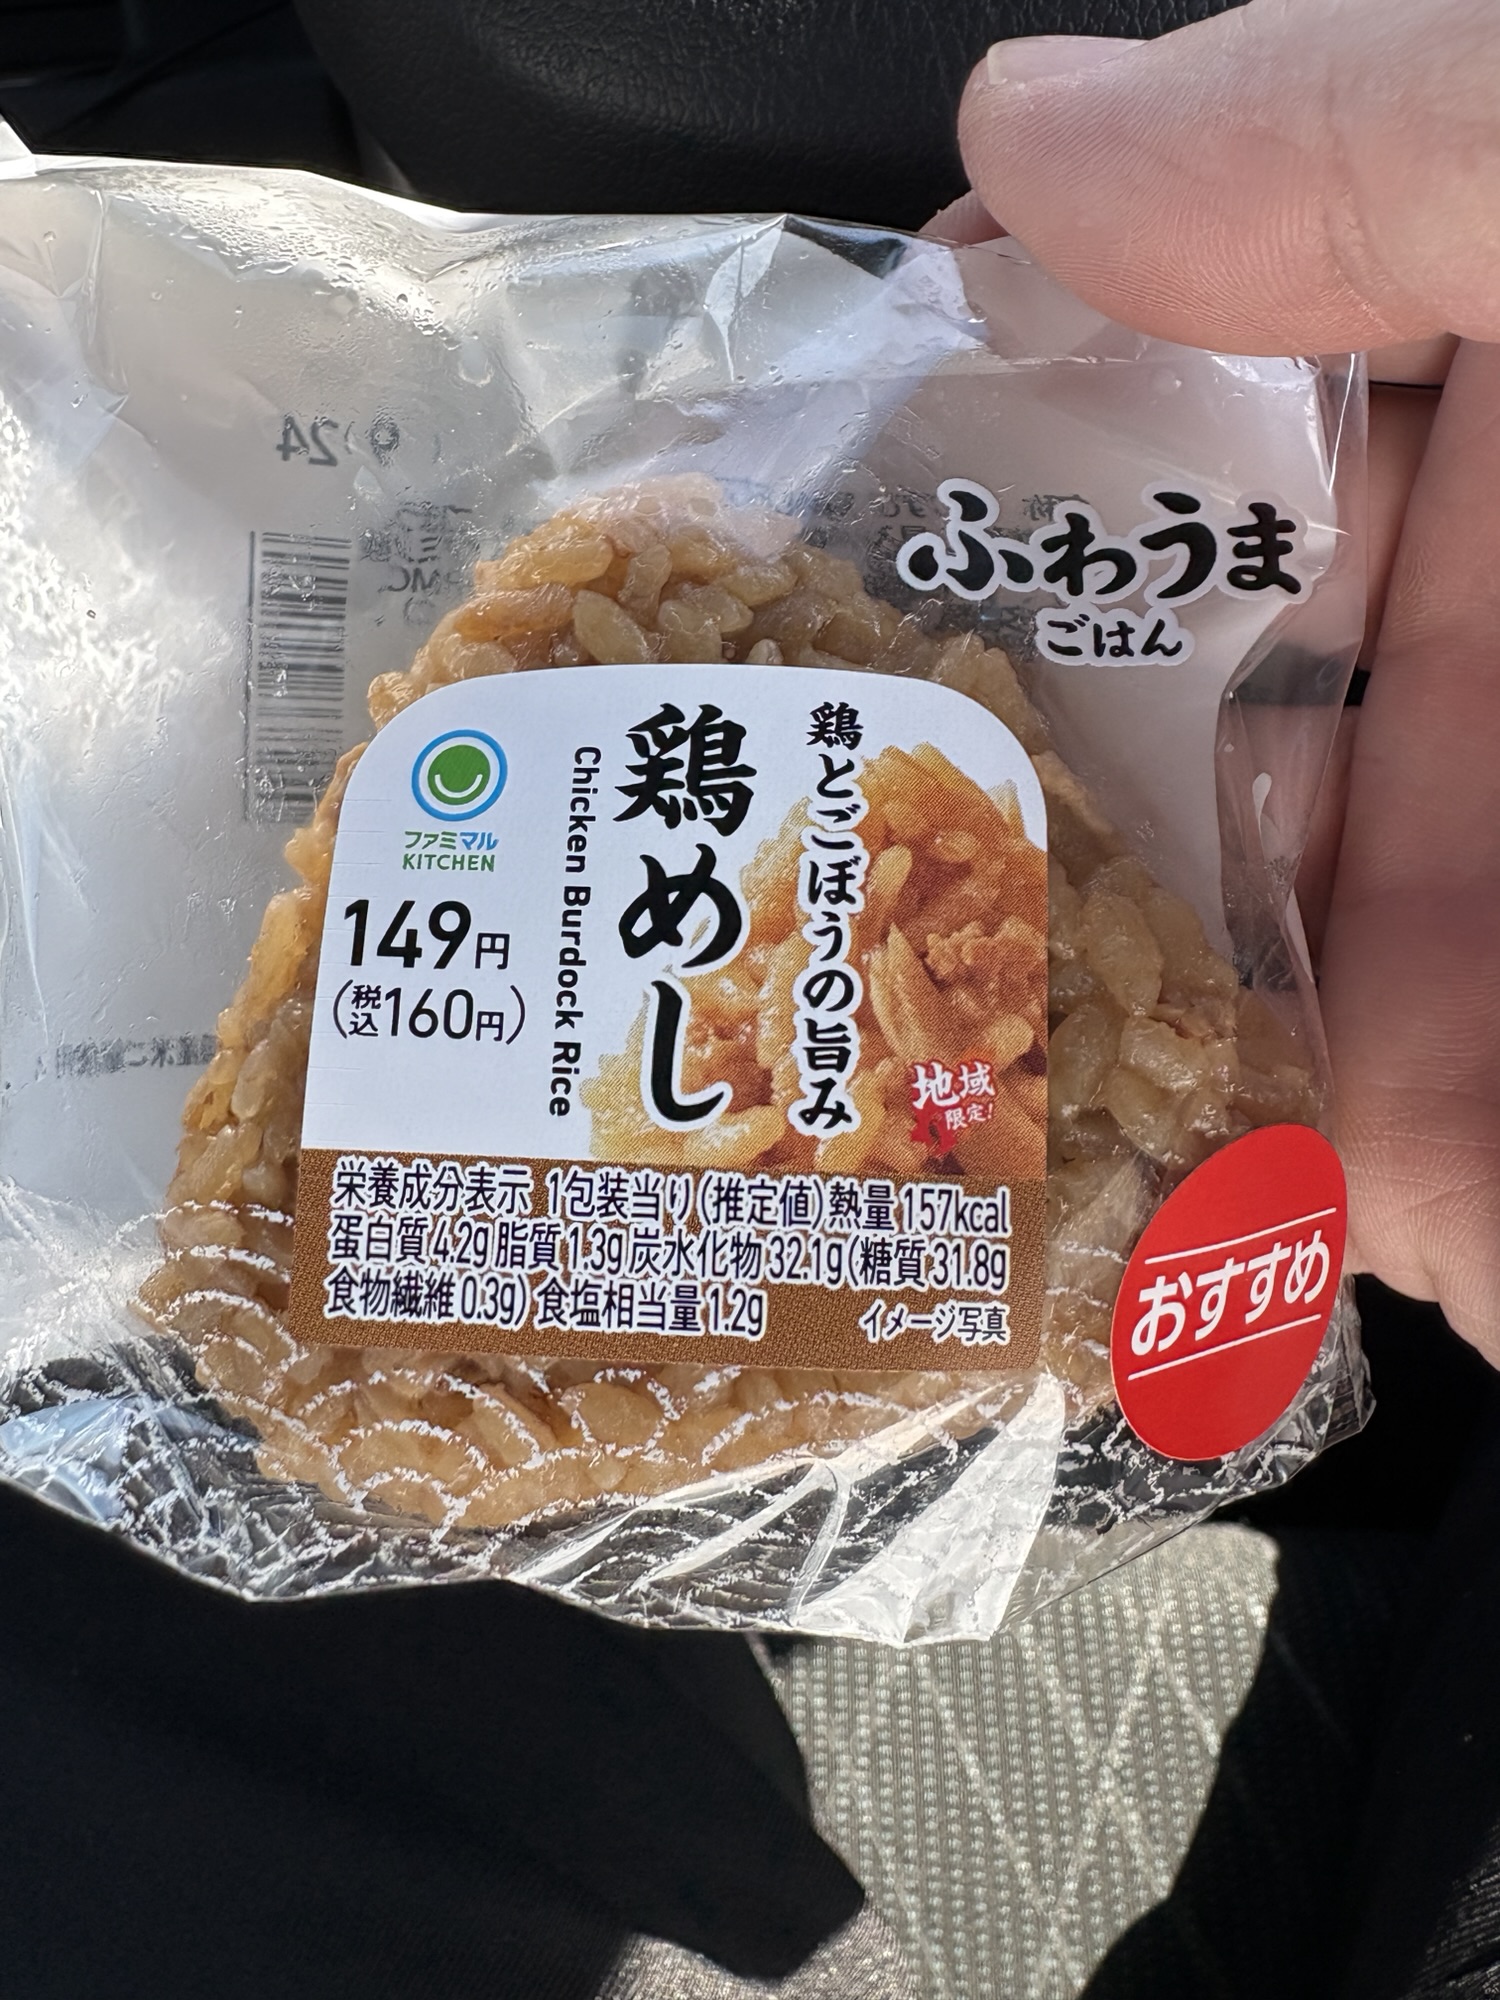 ふわうま
ごはん
鶏とごぼうの旨み
鶏めし
Chicken Burdock Rice
ファミマル
KITCHEN
149円
(税込160円)
地域
限定!
栄養成分表示 1包装当り(推定値)熱量157kcal
蛋白質4.2g脂質1.3g炭水化物32.1g(糖質31.8g
食物繊維0.3g)食塩相当量1.2g
イメージ写真
おすすめ